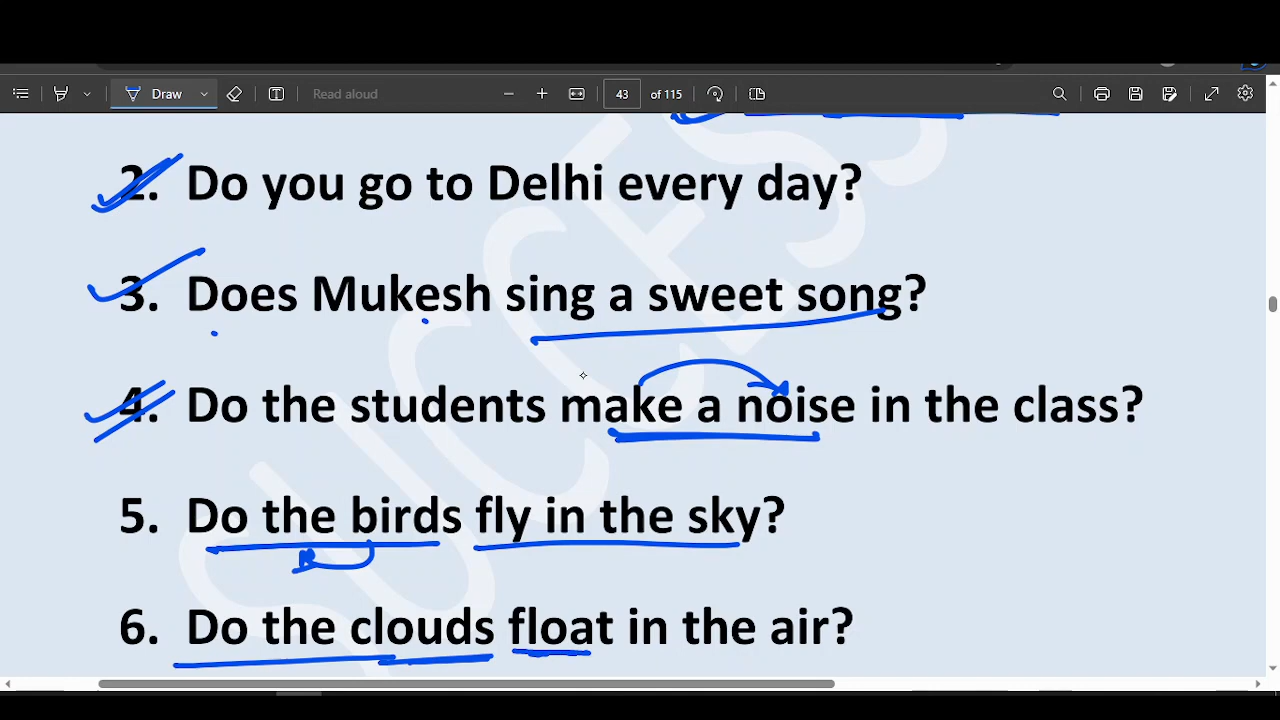 Draw
Read aloud
43 of 115
2. Do you go to Delhi every day?
3. Does Mukesh sing a sweet song?
4. Do the students make a noise in the class?
5. Do the birds fly in the sky?
6. Do the clouds float in the air?
SUCCESS
SUCCESS